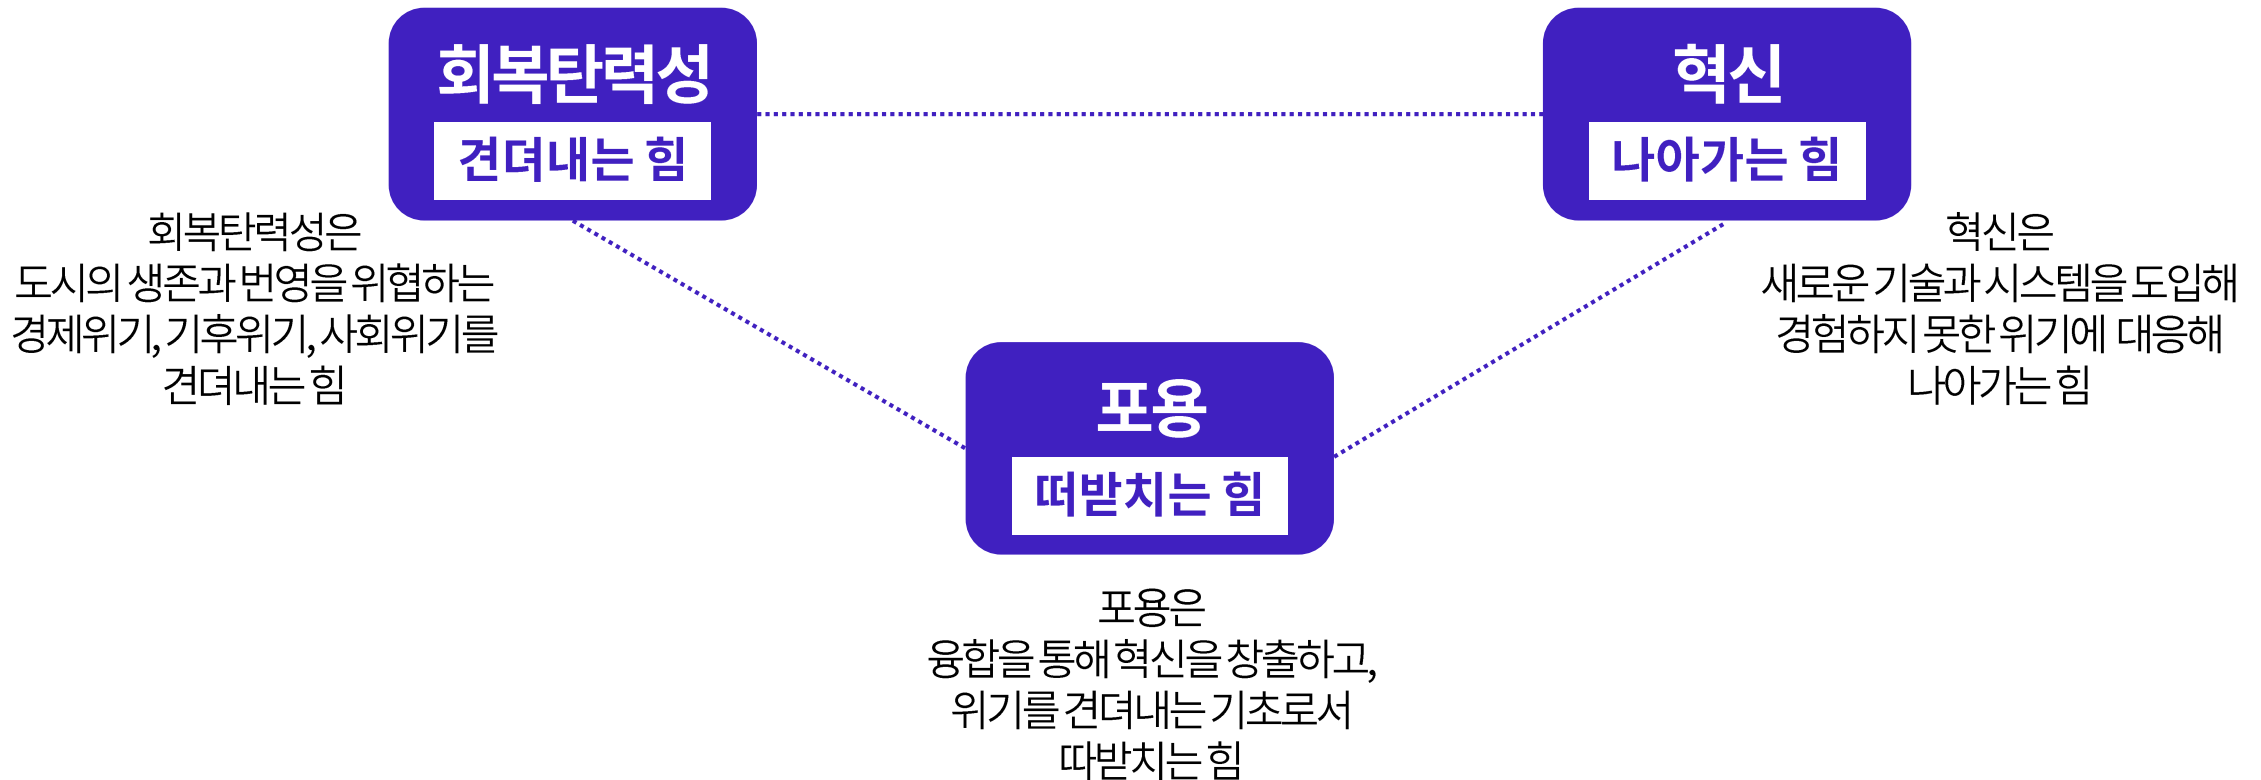 회복탄력성
견뎌내는 힘
회복탄력성은
도시의 생존과 번영을 위협하는
경제위기, 기후위기, 사회위기를
견뎌내는 힘
혁신
나아가는 힘
혁신은
새로운 기술과 시스템을 도입해
경험하지 못한 위기에 대응해
나아가는 힘
포용
떠받치는 힘
포용은
융합을 통해 혁신을 창출하고,
위기를 견뎌내는 기초로서
따받치는 힘